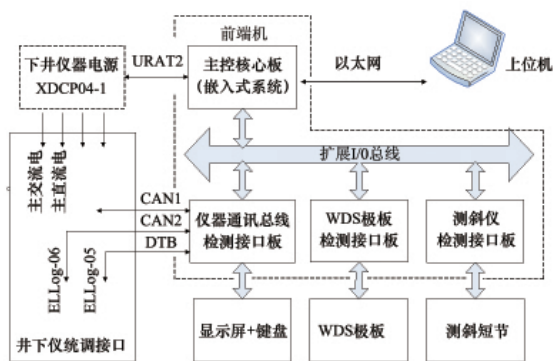 前端机
下井仪器电源
XDCP04-1
URAT2
主控核心板
(嵌入式系统)
以太网
上位机
扩展I/0总线
主交流电
主直流电
CAN1
CAN2
DTB
ELLog-06
ELLog-05
仪器通讯总线
检测接口板
WDS极板
检测接口板
测斜仪
检测接口板
井下仪统调接口
显示屏+键盘
WDS极板
测斜短节